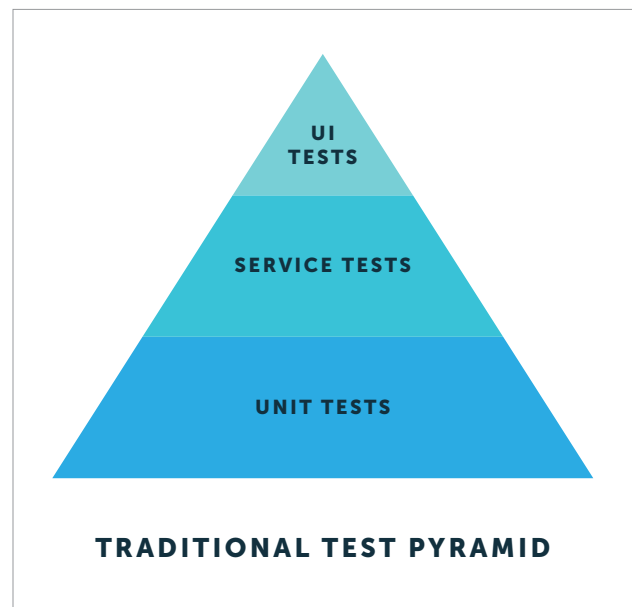 UI
TESTS
SERVICE TESTS
UNIT TESTS
TRADITIONAL TEST PYRAMID